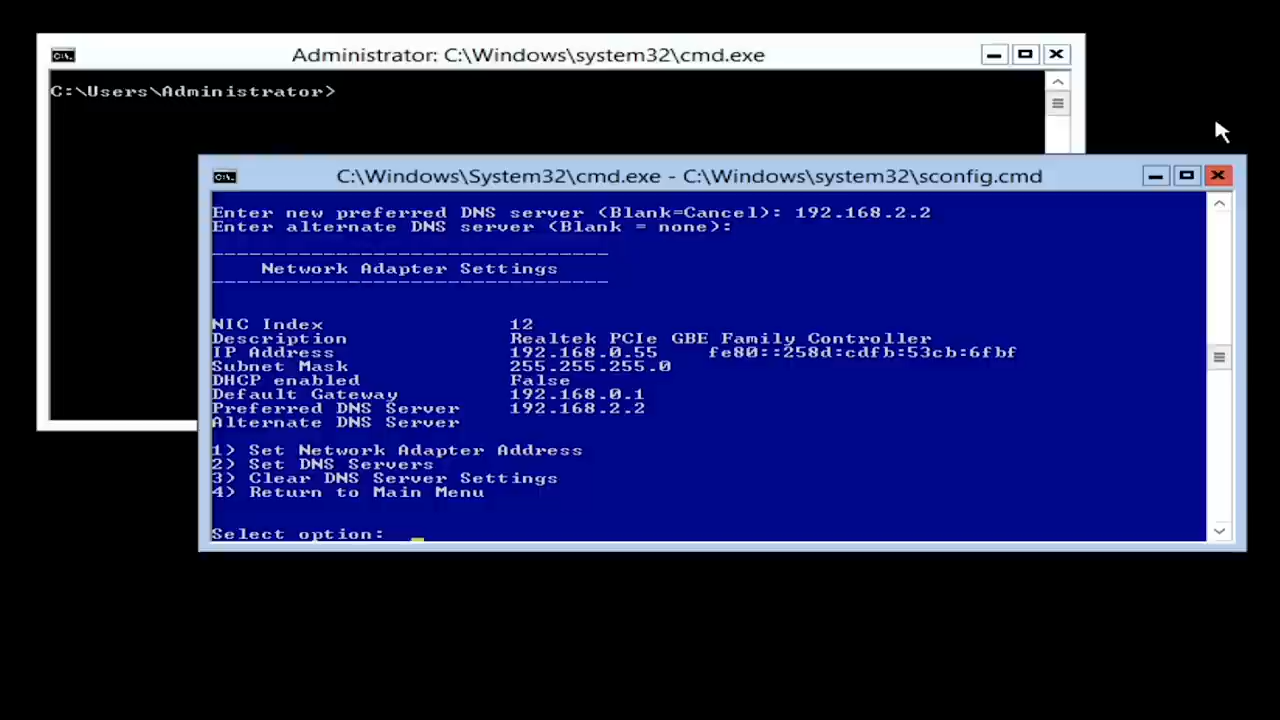 Administrator: C:\Windows\system32\cmd.exe
C:\Users\Administrator>
C:\Windows\System32\cmd.exe - C:\Windows\system32\sconfig.cmd
Enter new preferred DNS server (Blank=Cancel): 192.168.2.2
Enter alternate DNS server (Blank = none):
--------------------------------
Network Adapter Settings
--------------------------------
NIC Index 12
Description Realtek PCIe GBE Family Controller
IP Address 192.168.0.55 fe80::258d:cdfb:53cb:6fbf
Subnet Mask 255.255.255.0
DHCP enabled False
Default Gateway 192.168.0.1
Preferred DNS Server 192.168.2.2
Alternate DNS Server
1) Set Network Adapter Address
2) Set DNS Servers
3) Clear DNS Server Settings
4) Return to Main Menu
Select option: